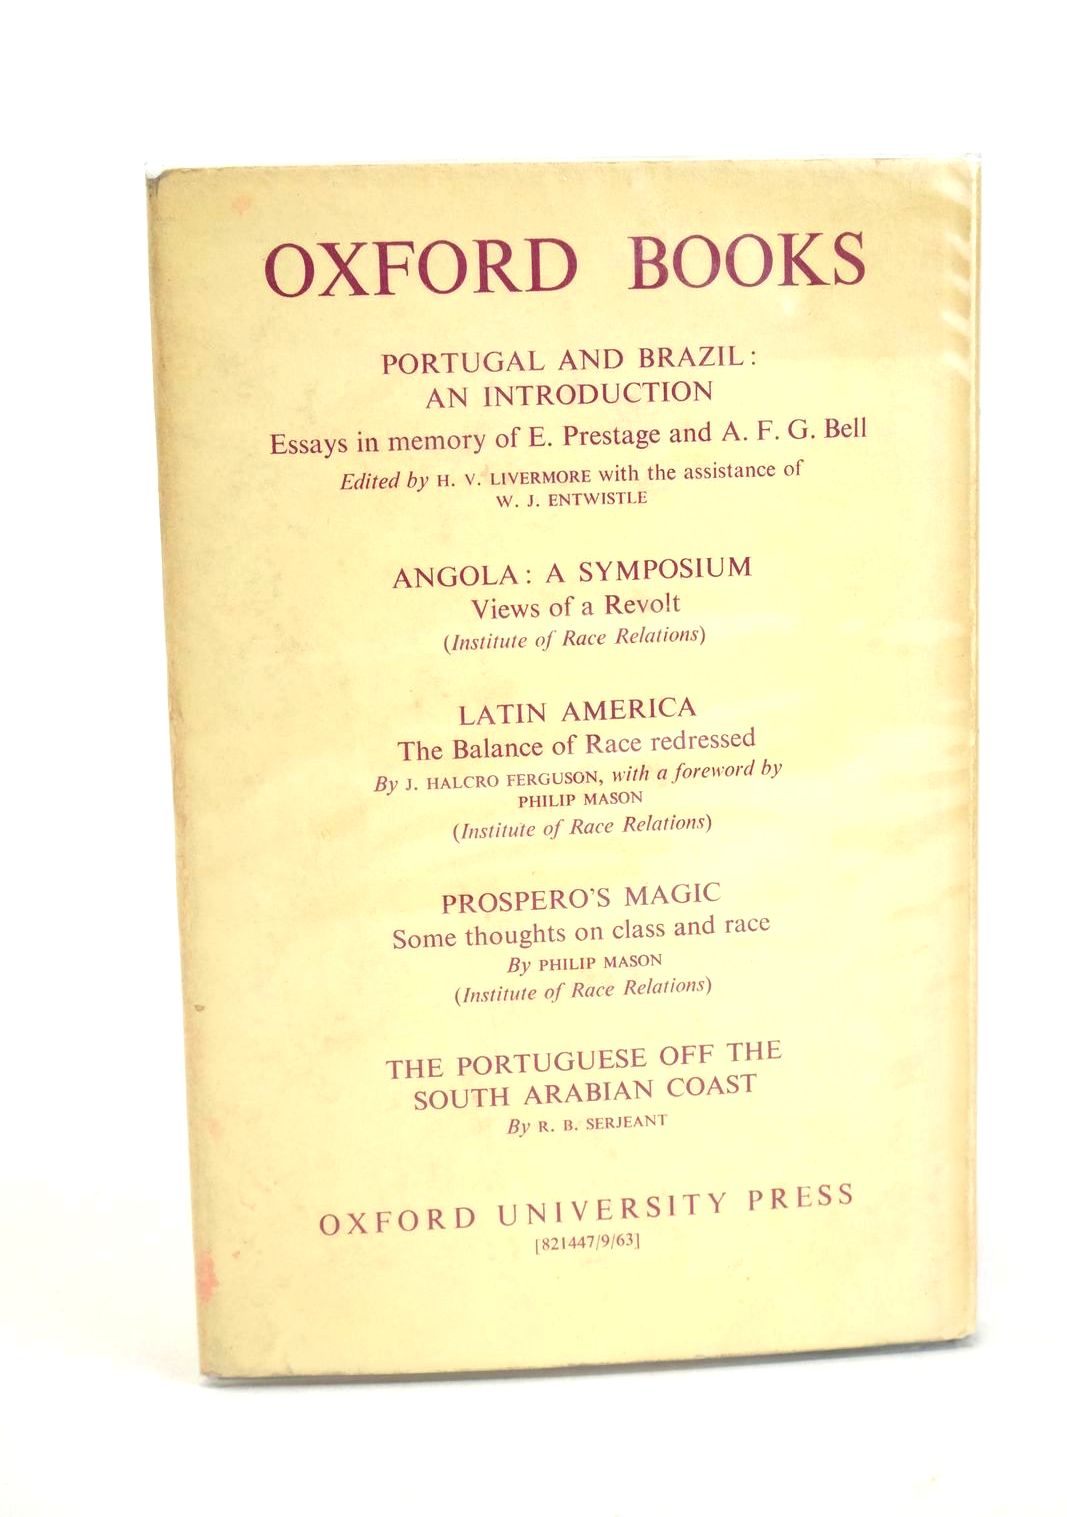 OXFORD BOOKS
PORTUGAL AND BRAZIL:
AN INTRODUCTION
Essays in memory of E. Prestage and A. F. G. Bell
Edited by H. V. LIVERMORE with the assistance of
W. J. ENTWISTLE
ANGOLA: A SYMPOSIUM
Views of a Revolt
(Institute of Race Relations)
LATIN AMERICA
The Balance of Race redressed
By J. HALCRO FERGUSON, with a foreword by
PHILIP MASON
(Institute of Race Relations)
PROSPERO'S MAGIC
Some thoughts on class and race
By PHILIP MASON
(Institute of Race Relations)
THE PORTUGUESE OFF THE
SOUTH ARABIAN COAST
By R. B. SERJEANT
OXFORD UNIVERSITY PRESS
[821447/9/63]